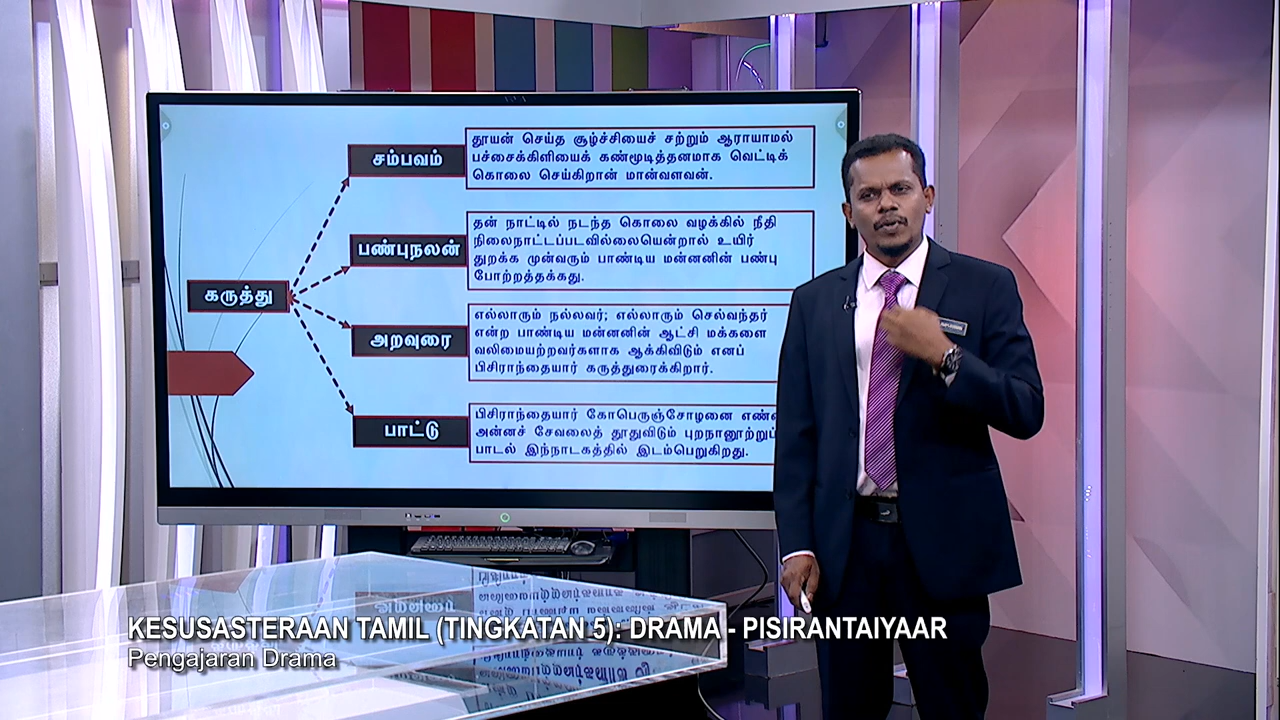 சம்பவம்
தூயன் செய்த சூழ்ச்சியைச் சற்றும் ஆராயாமல்
பச்சைக்கிளியைக் கண்மூடித்தனமாக வெட்டிக்
கொலை செய்கிறான் மான்வளவன்.
பண்புநலன்
தன் நாட்டில் நடந்த கொலை வழக்கில் நீதி
நிலைநாட்டப்படவில்லையென்றால் உயிர்
துறக்க முன்வரும் பாண்டிய மன்னனின் பண்பு
போற்றத்தக்கது.
கருத்து
அறவுரை
எல்லாரும் நல்லவர்; எல்லாரும் செல்வந்தர்
என்ற பாண்டிய மன்னனின் ஆட்சி மக்களை
வலிமையற்றவர்களாக ஆக்கிவிடும் எனப்
பிசிராந்தையார் கருத்துரைக்கிறார்.
பாட்டு
பிசிராந்தையார் கோபெருஞ்சோழனை
அன்னச் சேவலைத் தூதுவிடும் புறநானூற்றுப்
பாடல் இந்நாடகத்தில் இடம்பெறுகிறது.
KESUSASTERAAN TAMIL (TINGKATAN 5): DRAMA - PISIRANTAIYAAR
Pengajaran Drama